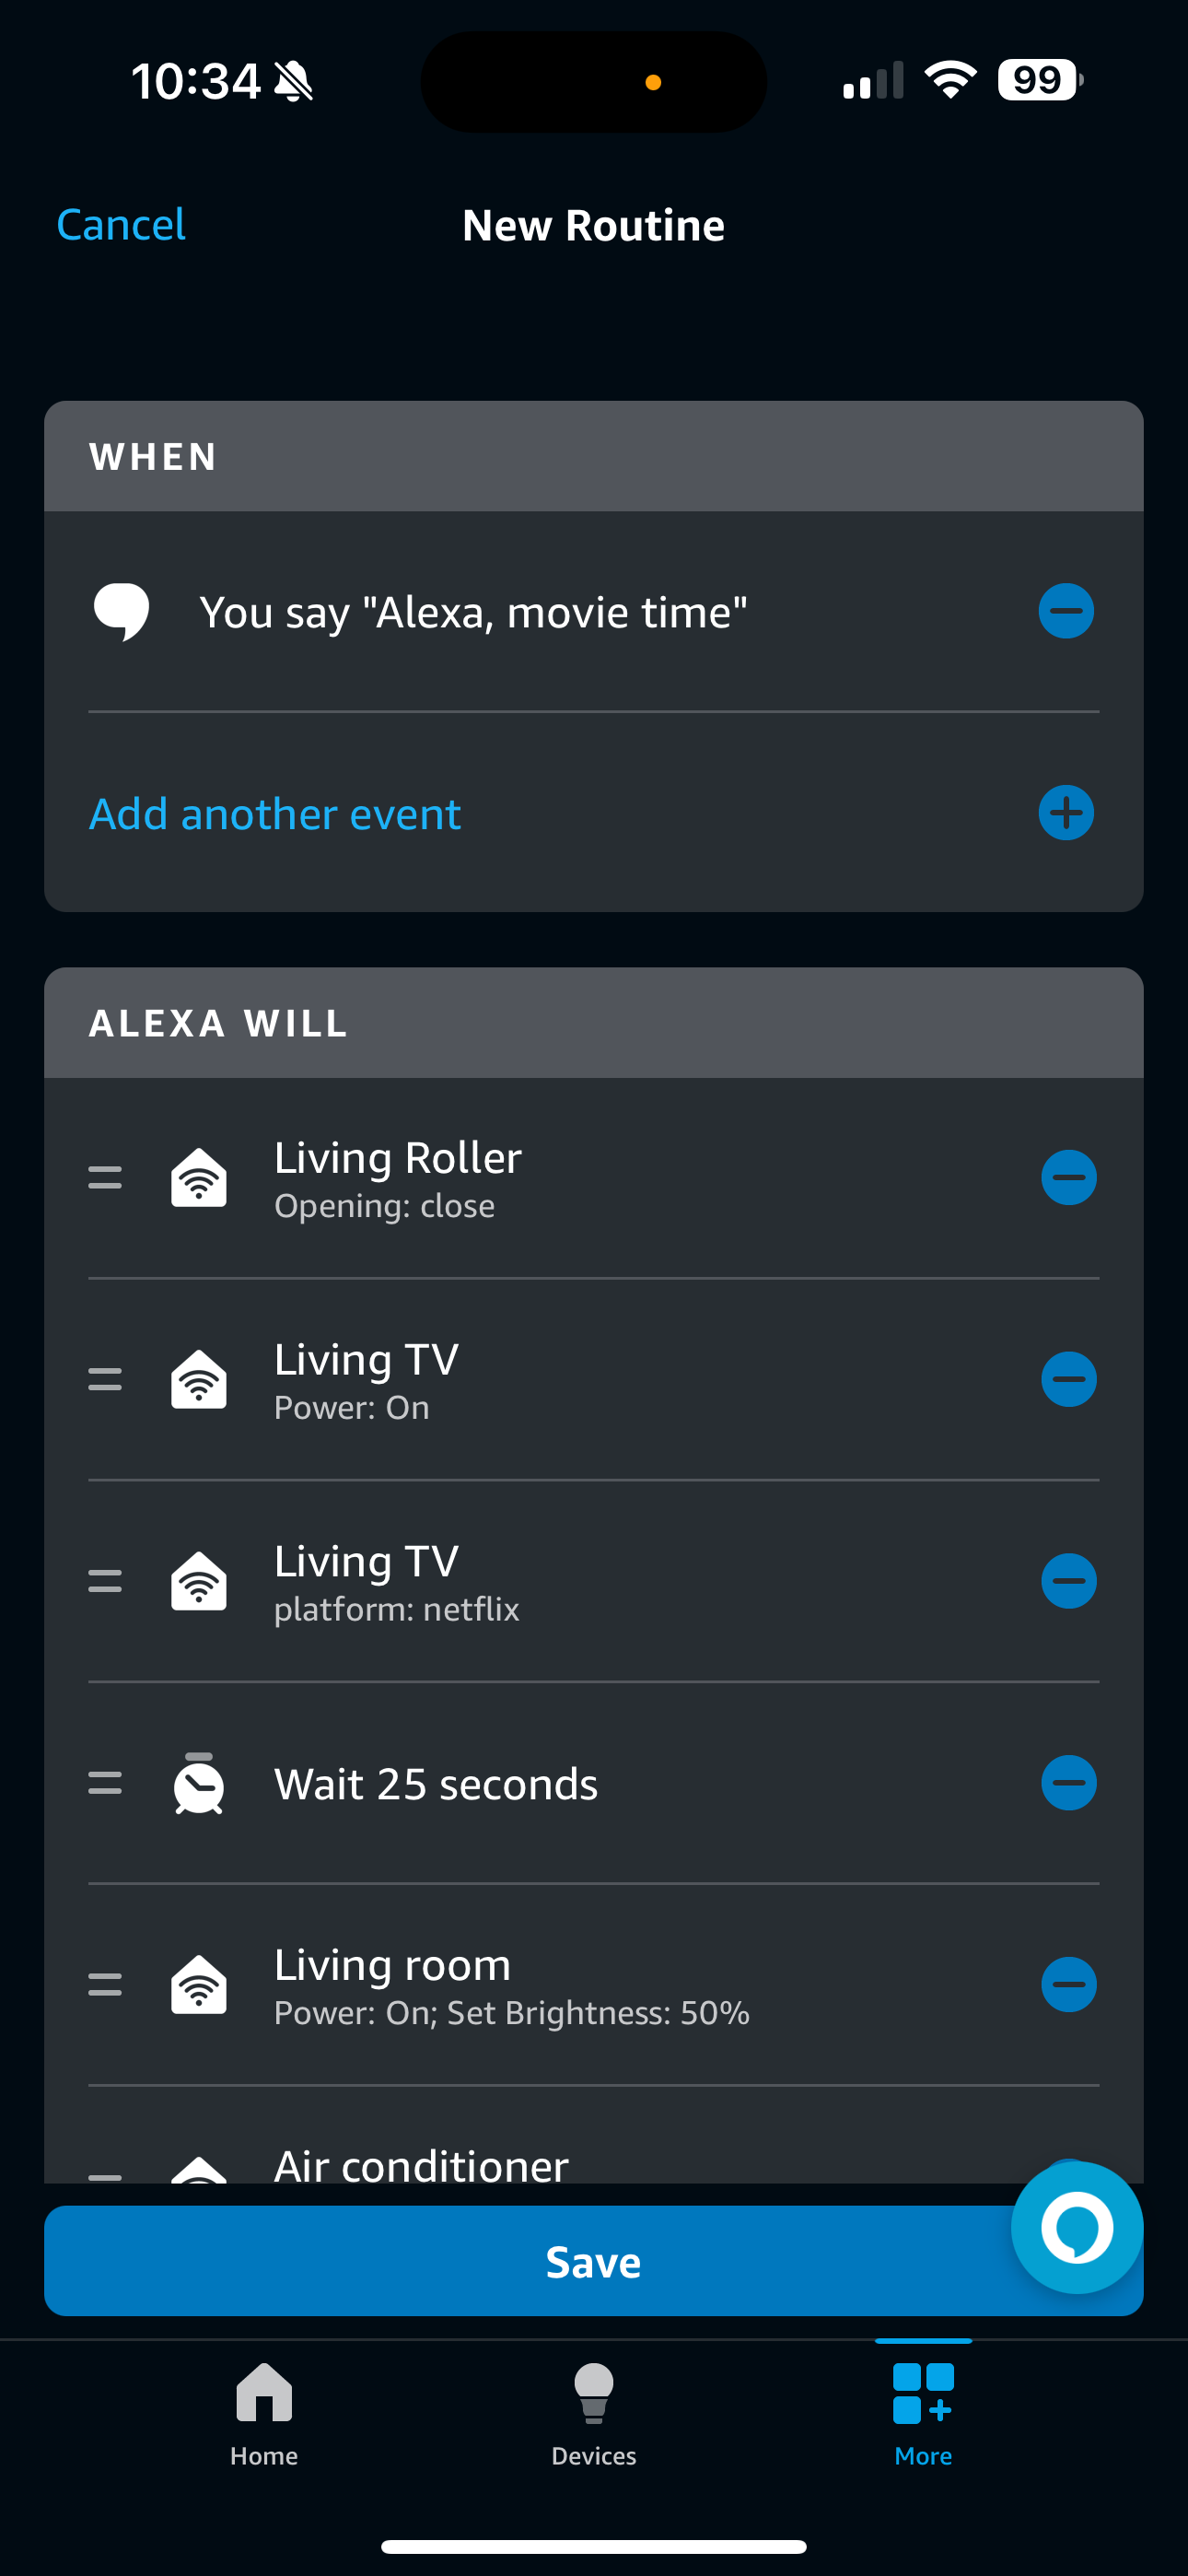 10:34
99
Cancel
New Routine
WHEN
You say "Alexa, movie time"
Add another event
ALEXA WILL
Living Roller
Opening: close
Living TV
Power: On
Living TV
platform: netflix
Wait 25 seconds
Living room
Power: On; Set Brightness: 50%
Air conditioner
Save
Home
Devices
More